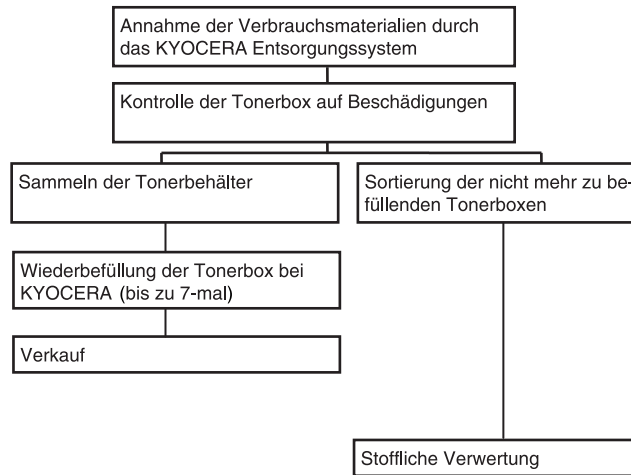 Annahme der Verbrauchsmaterialien durch
das KYOCERA Entsorgungssystem
Kontrolle der Tonerbox auf Beschädigungen
Sammeln der Tonerbehälter
Sortierung der nicht mehr zu be-
füllenden Tonerboxen
Wiederbefüllung der Tonerbox bei
KYOCERA (bis zu 7-mal)
Verkauf
Stoffliche Verwertung